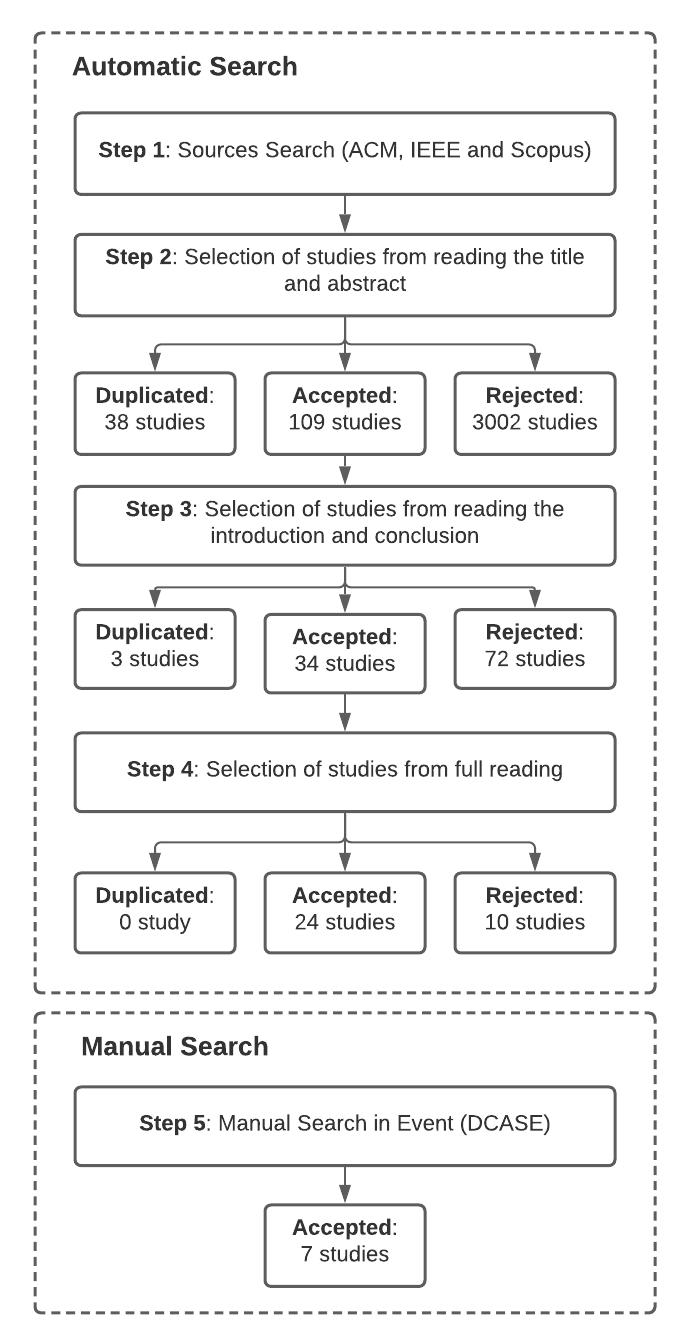 Automatic Search
Step 1: Sources Search (ACM, IEEE and Scopus)
Step 2: Selection of studies from reading the title
and abstract
Duplicated:
38 studies
Accepted:
109 studies
Rejected:
3002 studies
Step 3: Selection of studies from reading the
introduction and conclusion
Duplicated:
3 studies
Accepted:
34 studies
Rejected:
72 studies
Step 4: Selection of studies from full reading
Duplicated:
0 study
Accepted:
24 studies
Rejected:
10 studies
Manual Search
Step 5: Manual Search in Event (DCASE)
Accepted:
7 studies